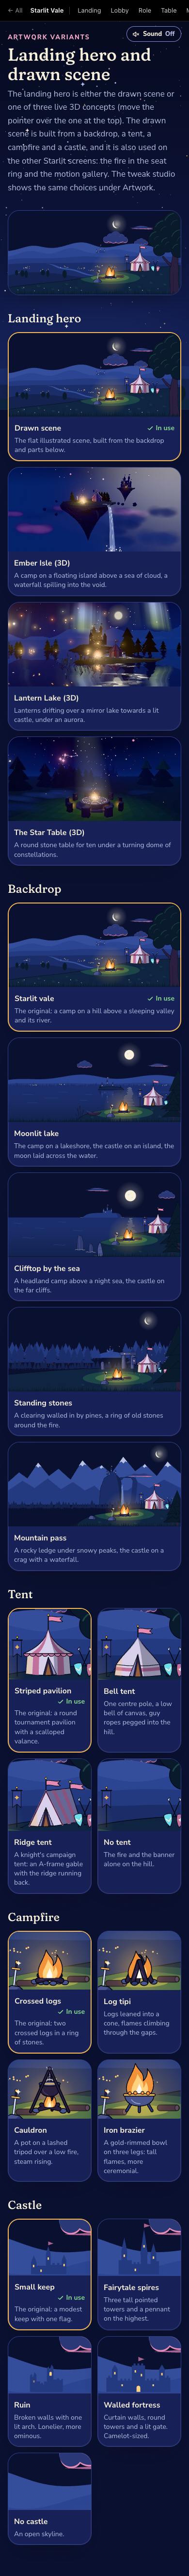 ← All Starlit Vale Landing Lobby Role Table
Sound Off
ARTWORK VARIANTS
Landing hero and
drawn scene
The landing hero is either the drawn scene or
one of three live 3D concepts (move the
pointer over the one at the top). The drawn
scene is built from a backdrop, a tent, a
campfire and a castle, and it is also used on
the other Starlit screens: the fire in the seat
ring and the story moments. The tweak studio
shows the same choices under Artwork.
Landing hero
Drawn scene ✓ In use
The flat illustrated scene, built from the backdrop
and parts below.
Ember Isle (3D)
A camp on a floating island above a sea of cloud, a
waterfall spilling into the void.
Lantern Lake (3D)
Lanterns drifting over a mirror lake towards a lit
castle, under an aurora.
The Star Table (3D)
A round stone table for ten under a turning dome of
constellations.
Backdrop
Starlit vale ✓ In use
The original: a camp on a hill above a sleeping valley
and its river.
Moonlit lake
The camp on a lakeshore, the castle on an island, the
moon laid across the water.
Clifftop by the sea
A headland camp above a night sea, the castle on
the far cliffs.
Standing stones
A clearing walled in by pines, a ring of old stones
around the fire.
Mountain pass
A rocky ledge under snowy peaks, the castle on a
crag with a waterfall.
Tent
Striped pavilion
✓ In use
The original: a round
tournament pavilion
with a scalloped
valance.
Bell tent
One centre pole, a low
bell of canvas, guy
ropes pegged into the
hill.
Ridge tent
A knight's campaign
tent: an A-frame gable
with the ridge running
back.
No tent
The fire and the banner
alone on the hill.
Campfire
Crossed logs
✓ In use
The original: two
crossed logs in a ring
of stones.
Log tipi
Logs leaned into a
cone, flames climbing
through the gaps.
Cauldron
A pot on a lashed
tripod over a low fire,
steam rising.
Iron brazier
A gold-rimmed bowl
on three legs: tall
flames, more
ceremonial.
Castle
Small keep
✓ In use
The original: a modest
keep with one flag.
Fairytale spires
Three tall pointed
towers and a pennant
on the highest.
Ruin
Broken walls with one
lit arch. Lonelier, more
ominous.
Walled fortress
Curtain walls, round
towers and a lit gate.
Camelot-sized.
No castle
An open skyline.